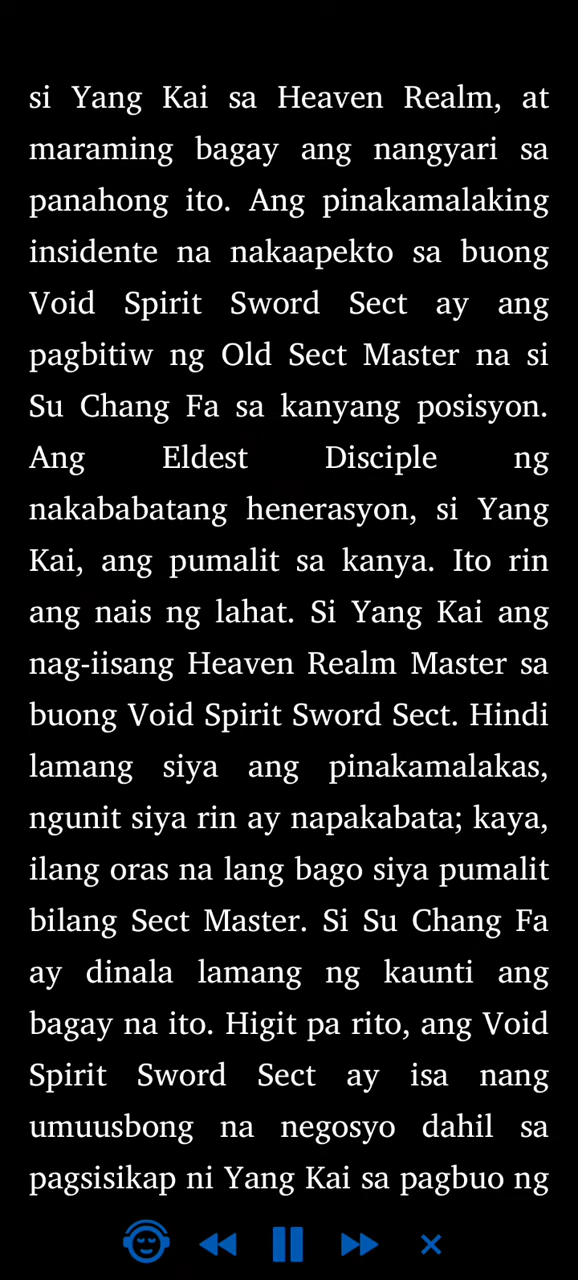 si Yang Kai sa Heaven Realm, at
maraming bagay ang nangyari sa
panahong ito. Ang pinakamalaking
insidente na nakaapekto sa buong
Void Spirit Sword Sect ay ang
pagbitiw ng Old Sect Master na si
Su Chang Fa sa kanyang posisyon.
Ang Eldest Disciple ng
nakababatang henerasyon, si Yang
Kai, ang pumalit sa kanya. Ito rin
ang nais ng lahat. Si Yang Kai ang
nag-iisang Heaven Realm Master sa
buong Void Spirit Sword Sect. Hindi
lamang siya ang pinakamalakas,
ngunit siya rin ay napakabata; kaya,
ilang oras na lang bago siya pumalit
bilang Sect Master. Si Su Chang Fa
ay dinala lamang ng kaunti ang
bagay na ito. Higit pa rito, ang Void
Spirit Sword Sect ay isa nang
umuusbong na negosyo dahil sa
pagsisikap ni Yang Kai sa pagbuo ng